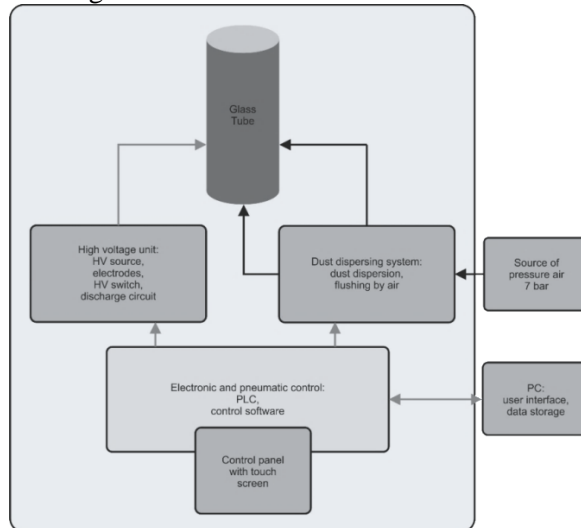 Glass
Tube
High voltage unit:
HV source,
electrodes,
HV switch,
discharge circuit
Dust dispersing system:
dust dispersion,
flushing by air
Source of
pressure air
7 bar
Electronic and pneumatic control:
PLC,
control software
PC:
user interface,
data storage
Control panel
with touch
screen